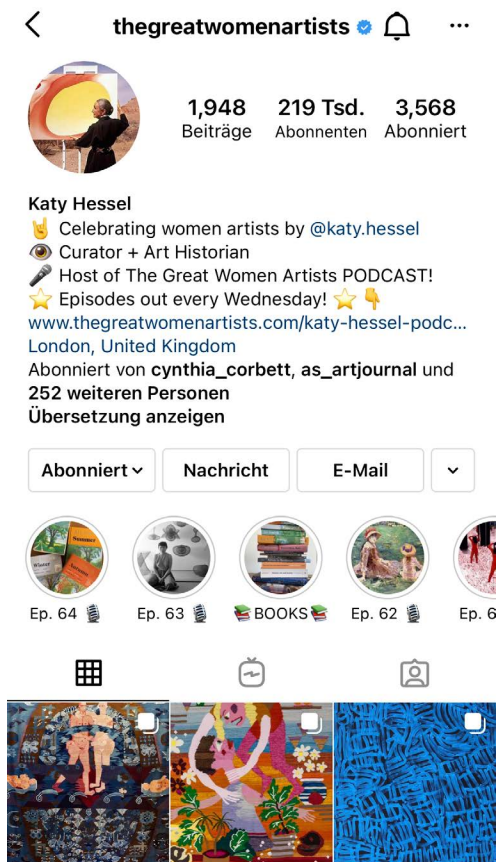 thegreatwomenartists
1,948 219 Tsd. 3,568
Beiträge Abonnenten Abonniert
Katy Hessel
🤘 Celebrating women artists by @katy.hessel
👁 Curator + Art Historian
🎤 Host of The Great Women Artists PODCAST!
⭐ Episodes out every Wednesday! ⭐ 👇
www.thegreatwomenartists.com/katy-hessel-podc...
London, United Kingdom
Abonniert von cynthia_corbett, as_artjournal und
252 weiteren Personen
Übersetzung anzeigen
Abonniert Nachricht E-Mail
Summer
Winter
Ep. 64 🎙 Ep. 63 🎙 📚BOOKS📚 Ep. 62 🎙 Ep. 6